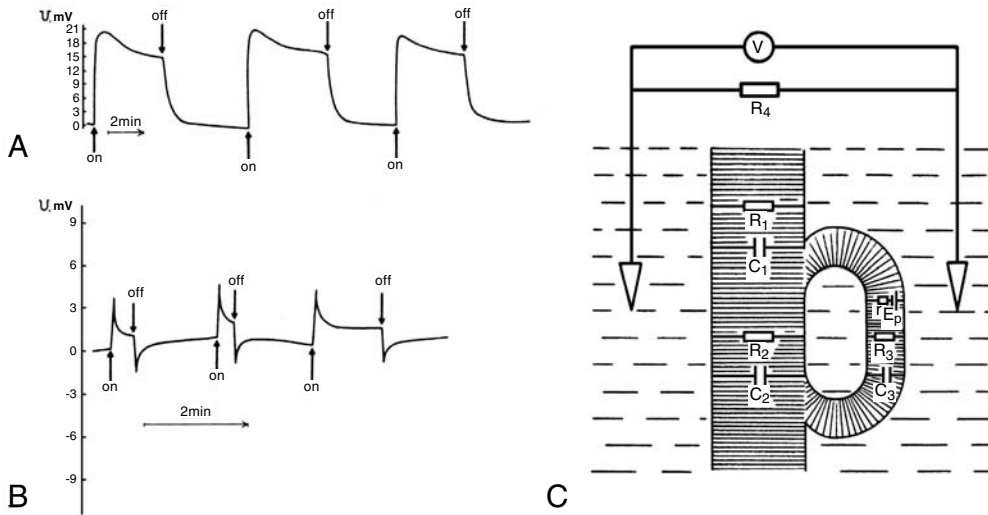 A
U, mV
21
18
15
12
9
6
3
0
off
off
off
2min
on
on
on
B
U, mV
9
6
3
0
-3
-6
-9
off
off
off
on
on
on
2min
C
V
R4
R1
C1
R2
C2
r
Ep
R3
C3